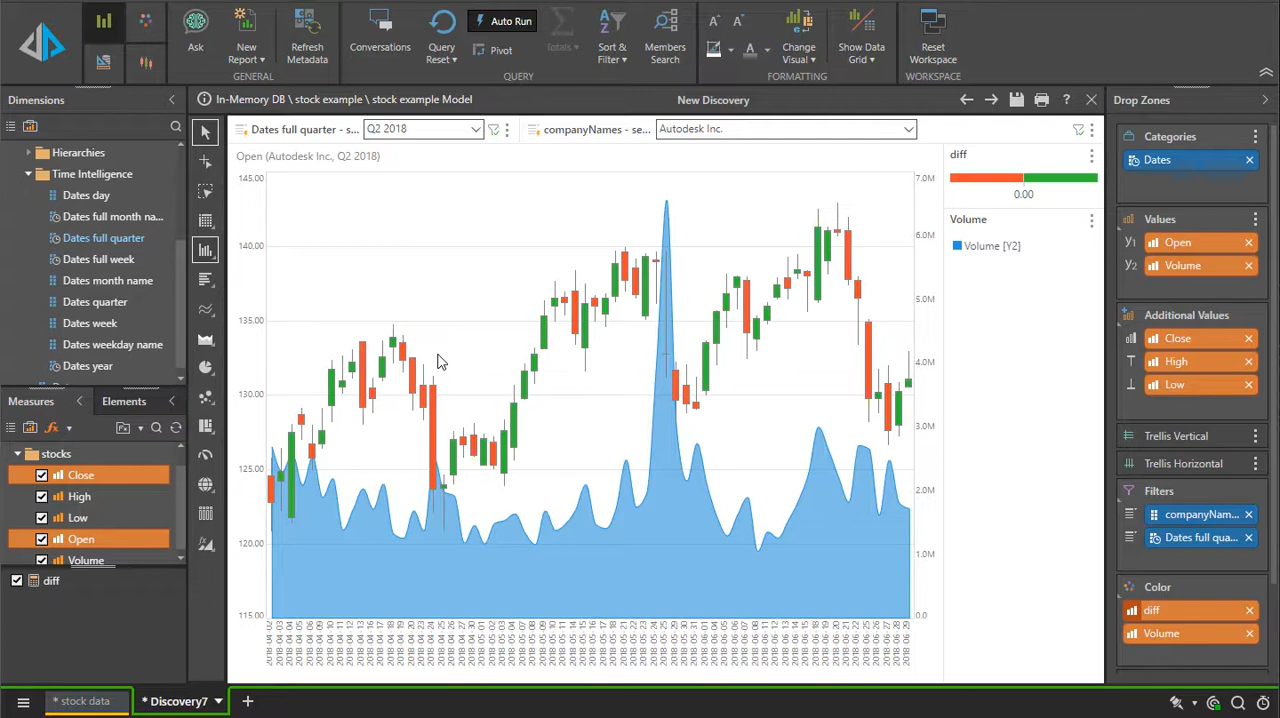 Ask
New Report
GENERAL
Refresh Metadata
Conversations
Query Reset
Auto Run
Pivot
Totals
Sort & Filter
Members Search
QUERY
A A
A
Change Visual
Show Data Grid
FORMATTING
Reset Workspace
WORKSPACE
Dimensions
In-Memory DB \ stock example \ stock example Model
New Discovery
?
Drop Zones
Hierarchies
Time Intelligence
Dates day
Dates full month na...
Dates full quarter
Dates full week
Dates month name
Dates quarter
Dates week
Dates weekday name
Dates year
Measures
Elements
stocks
Close
High
Low
Open
Volume
diff
Dates full quarter - s...
Q2 2018
companyNames - se...
Autodesk Inc.
Open (Autodesk Inc., Q2 2018)
145.00
140.00
135.00
130.00
125.00
120.00
115.00
7.0M
6.0M
5.0M
4.0M
3.0M
2.0M
1.0M
0.0
diff
0.00
Volume
Volume [Y2]
Categories
Dates
Values
y1
Open
y2
Volume
Additional Values
Close
High
Low
Trellis Vertical
Trellis Horizontal
Filters
companyNam...
Dates full qua...
Color
diff
Volume
* stock data
* Discovery7
+